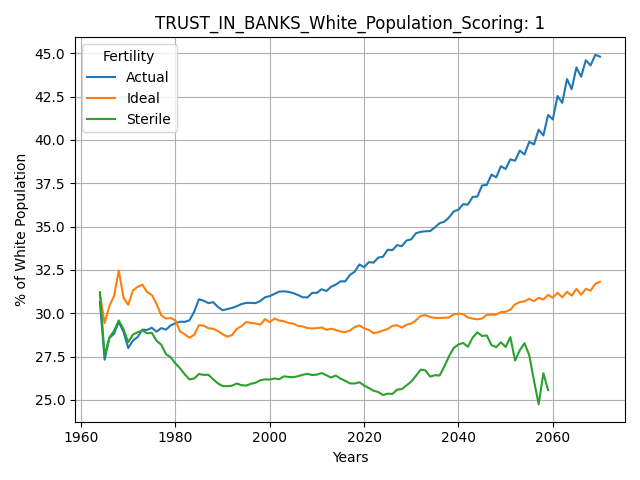 TRUST_IN_BANKS_White_Population_Scoring: 1
Fertility
Actual
Ideal
Sterile
% of White Population
45.0
42.5
40.0
37.5
35.0
32.5
30.0
27.5
25.0
1960
1980
2000
2020
2040
2060
Years